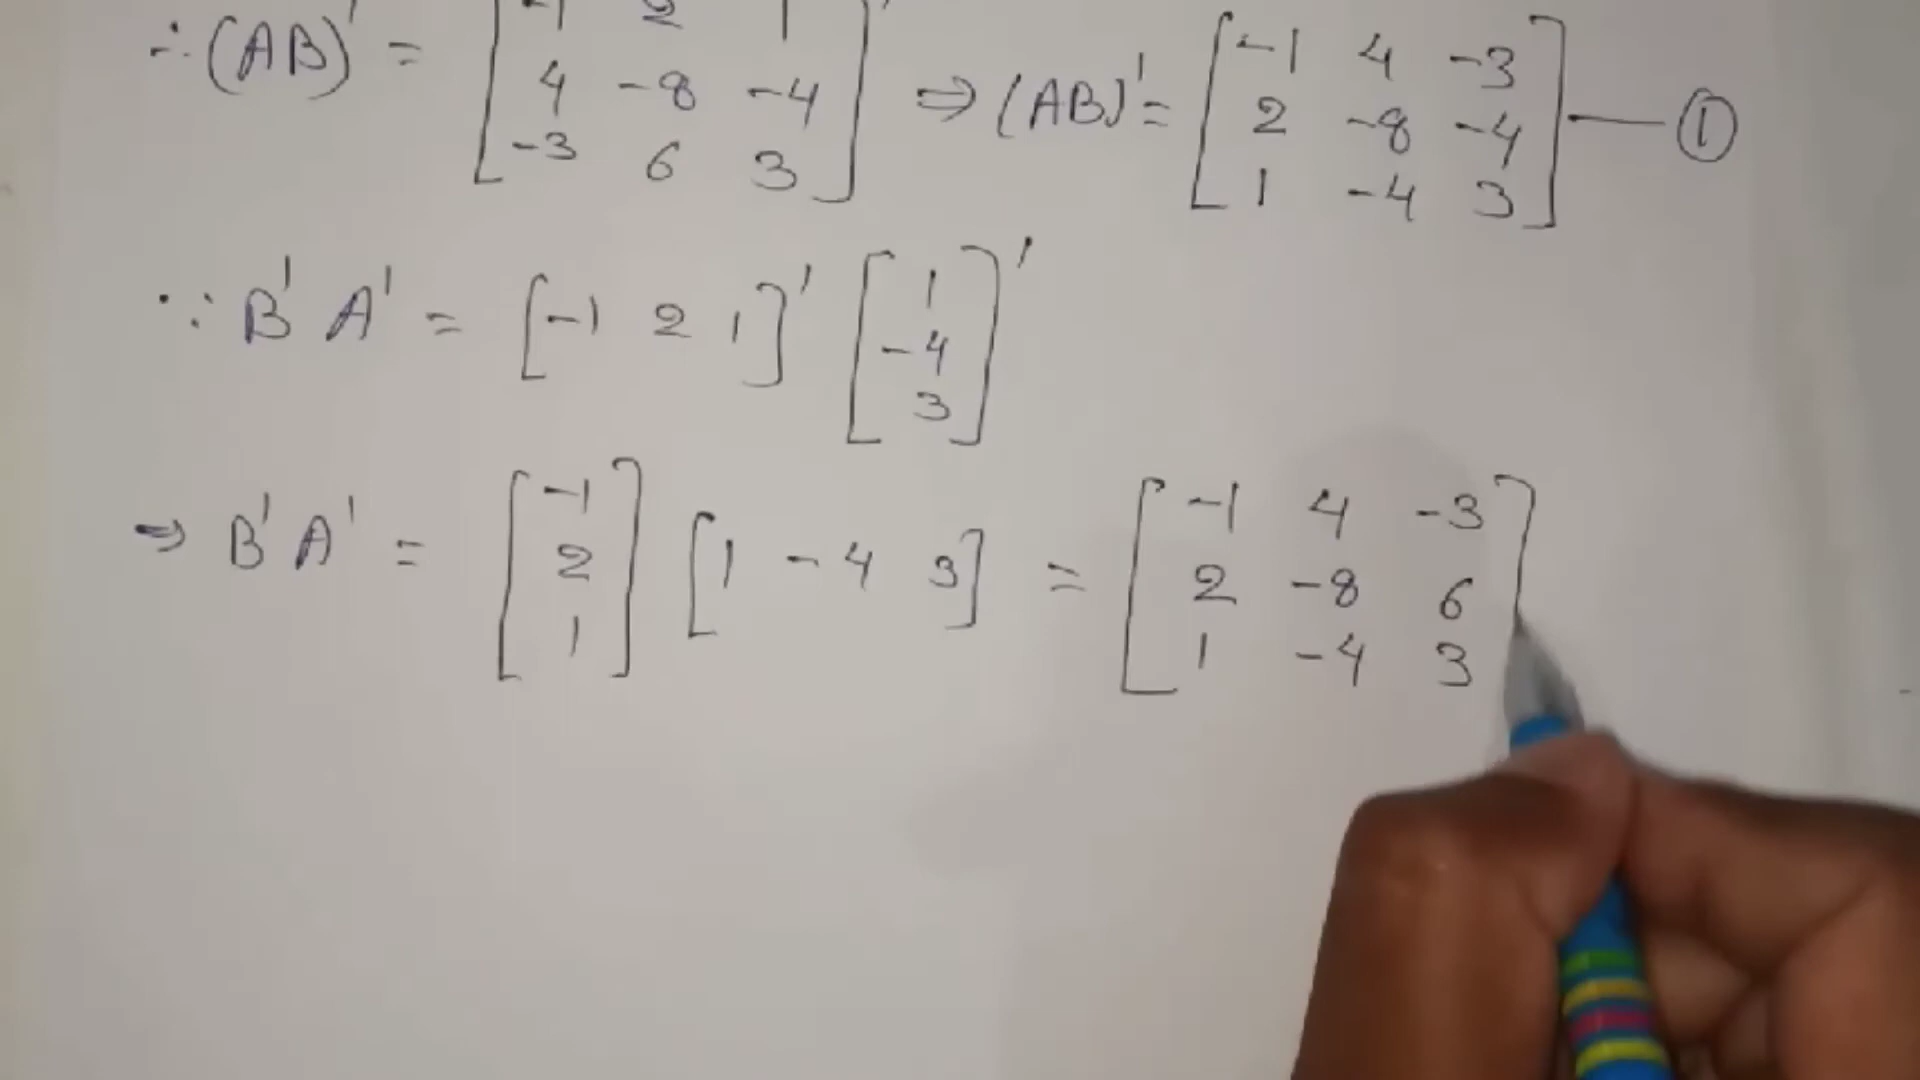 ∴ (AB)' = [-1 2 1; 4 -8 -4; -3 6 3]' ⇒ (AB)' = [-1 4 -3; 2 -8 -4; 1 -4 3] — ①
∵ B' A' = [-1 2 1]' [1; -4; 3]'
⇒ B' A' = [-1; 2; 1] [1 -4 3] = [-1 4 -3; 2 -8 6; 1 -4 3]